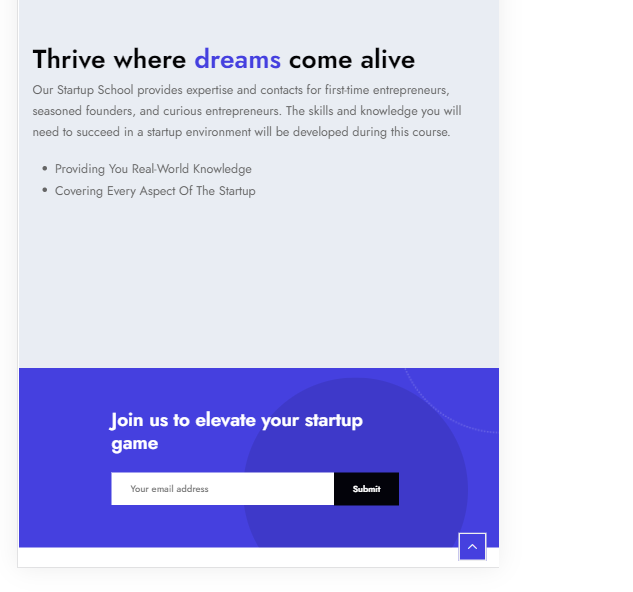 Thrive where dreams come alive
Our Startup School provides expertise and contacts for first-time entrepreneurs,
seasoned founders, and curious entrepreneurs. The skills and knowledge you will
need to succeed in a startup environment will be developed during this course.
Providing You Real-World Knowledge
Covering Every Aspect Of The Startup
Join us to elevate your startup
game
Your email address Submit